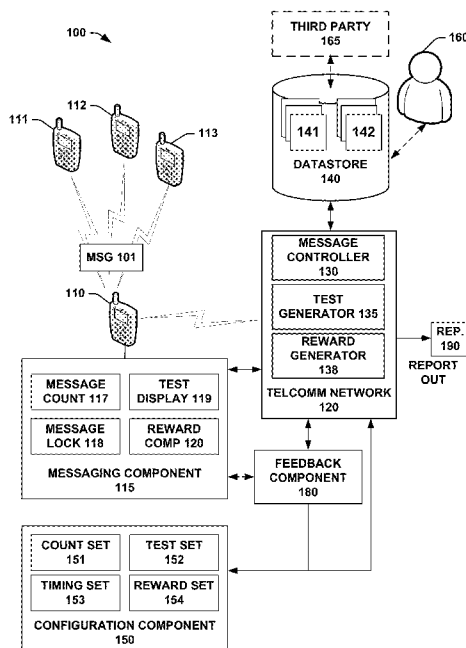 100
THIRD PARTY
165
160
112
111
113
141
142
DATASTORE
140
MSG 101
110
MESSAGE
CONTROLLER
130
TEST
GENERATOR 135
REWARD
GENERATOR
138
TELCOMM NETWORK
120
REP.
190
REPORT
OUT
MESSAGE
COUNT 117
TEST
DISPLAY 119
MESSAGE
LOCK 118
REWARD
COMP 120
MESSAGING COMPONENT
115
FEEDBACK
COMPONENT
180
COUNT SET
151
TEST SET
152
TIMING SET
153
REWARD SET
154
CONFIGURATION COMPONENT
150